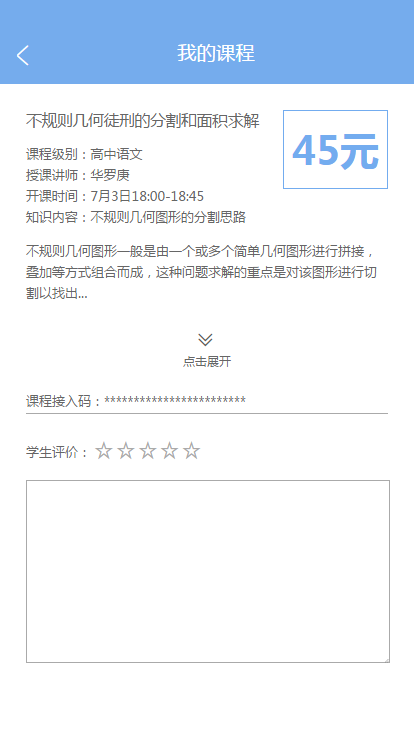 我的课程
不规则几何徒刑的分割和面积求解
45元
课程级别：高中语文
授课讲师：华罗庚
开课时间：7月3日18:00-18:45
知识内容：不规则几何图形的分割思路
不规则几何图形一般是由一个或多个简单几何图形进行拼接，
叠加等方式组合而成，这种问题求解的重点是对该图形进行切
割以找出...
点击展开
课程接入码：************************
学生评价：☆☆☆☆☆